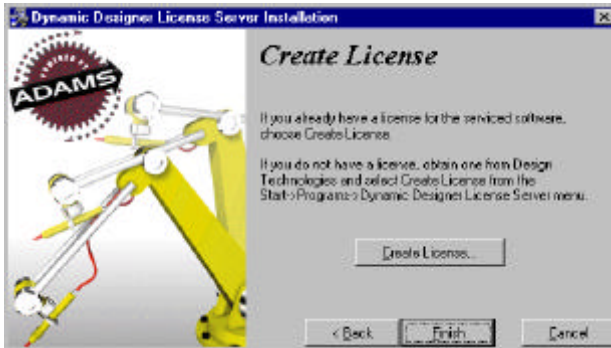 Dynamic Designer License Server Installation
POWERED BY
ADAMS
Create License
If you already have a license for the serviced software,
choose Create License.
If you do not have a license, obtain one from Design
Technologies and select Create License from the
Start->Programs->Dynamic Designer License Server menu.
Create License...
< Back
Finish
Cancel